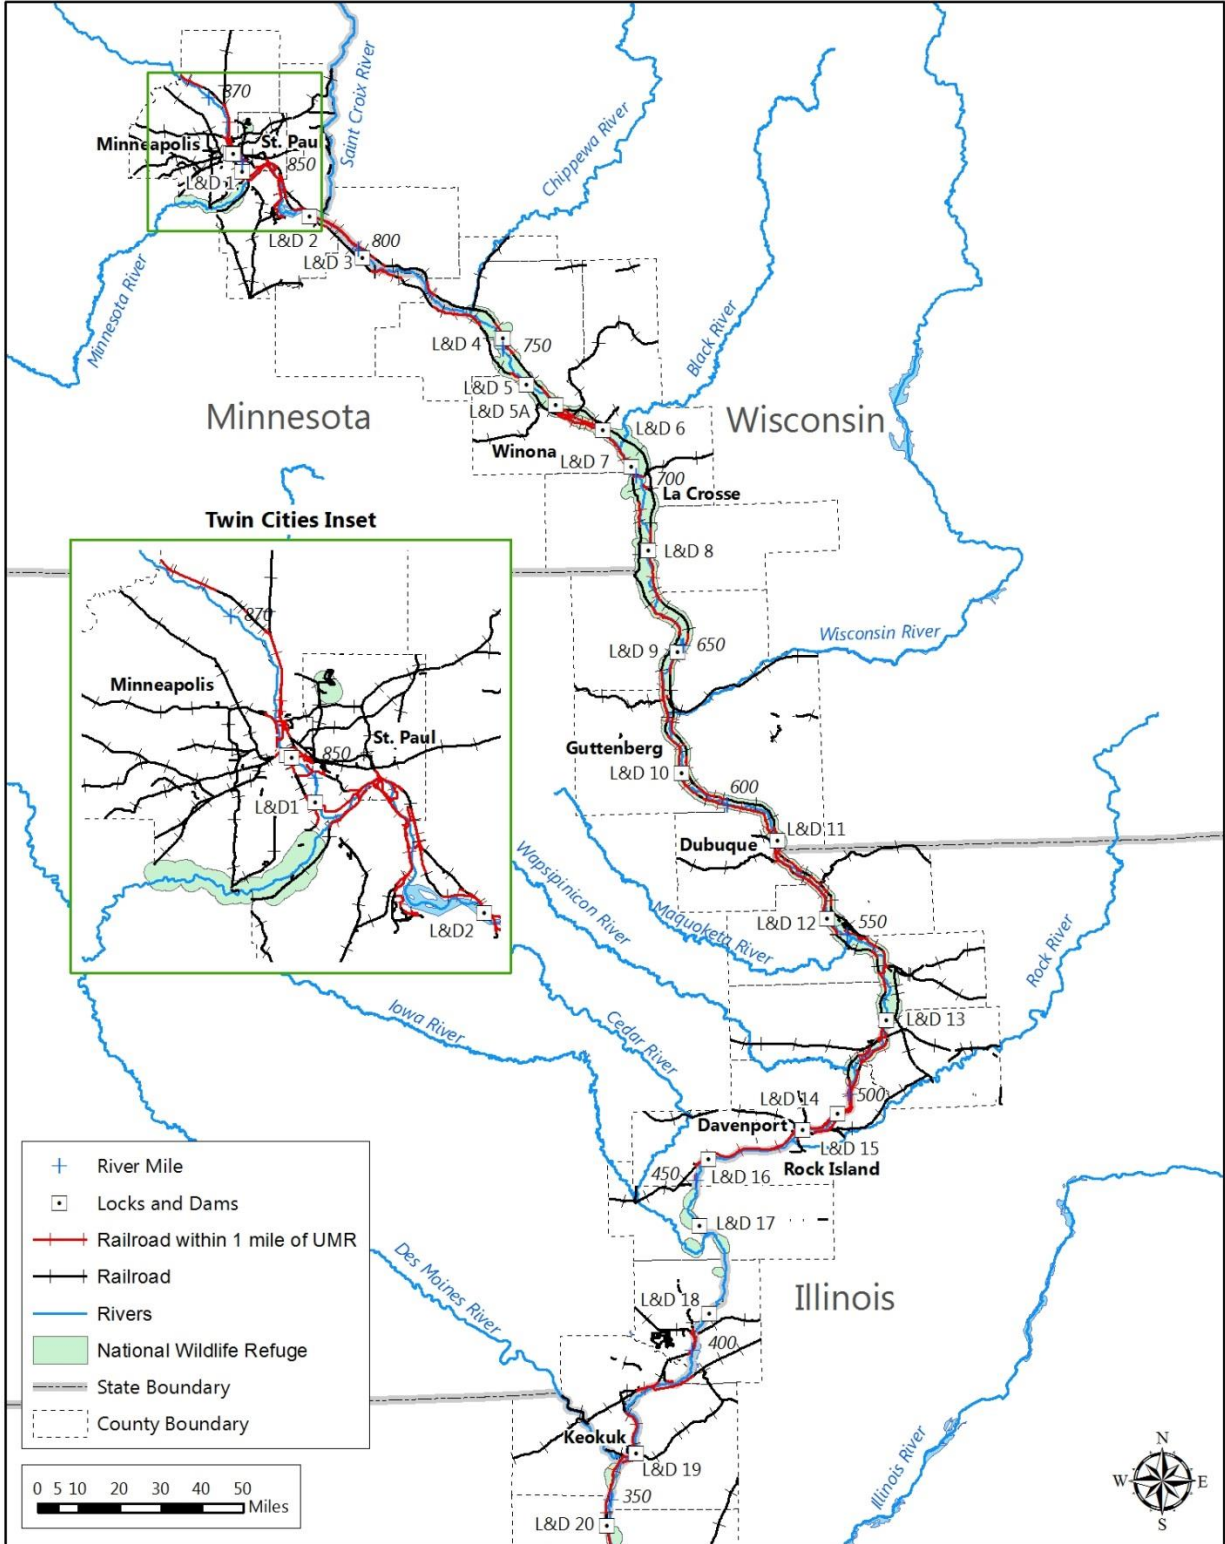 Saint Croix River
870
Chippewa River
Minneapolis
St. Paul
850
L&D 1
L&D 2
800
L&D 3
Minnesota River
L&D 4
750
Black River
L&D 5
L&D 5A
Minnesota
Wisconsin
L&D 6
Winona
L&D 7
700
La Crosse
Twin Cities Inset
L&D 8
870
Wisconsin River
650
L&D 9
Minneapolis
St. Paul
850
Guttenberg
L&D 10
600
L&D1
L&D 11
Dubuque
Wapsipinicon River
Maquoketa River
L&D 12
550
L&D2
Rock River
Iowa River
Cedar River
L&D 13
L&D 14
500
Davenport
L&D 15
Rock Island
River Mile
450
L&D 16
Locks and Dams
L&D 17
Railroad within 1 mile of UMR
Des Moines River
Railroad
Illinois
Rivers
L&D 18
National Wildlife Refuge
400
State Boundary
County Boundary
Keokuk
L&D 19
Illinois River
N
W
E
S
0 5 10 20 30 40 50
Miles
350
L&D 20